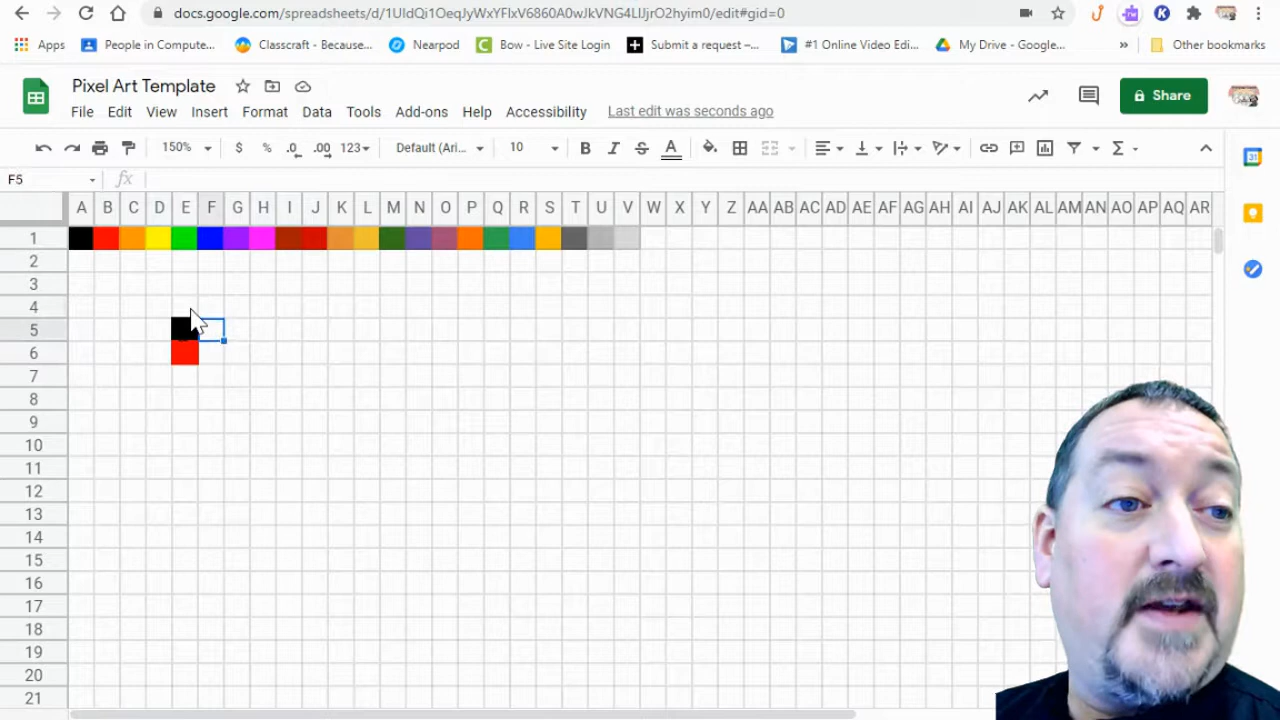 docs.google.com/spreadsheets/d/1UldQi1OeqJyWxYFlxV6860A0wJkVNG4LIJjrO2hyim0/edit#gid=0
Apps People in Compute... Classcraft - Because... Nearpod Bow - Live Site Login Submit a request –... #1 Online Video Edi... My Drive - Google... » Other bookmarks
Pixel Art Template
File Edit View Insert Format Data Tools Add-ons Help Accessibility Last edit was seconds ago
Share
150% $ % .0 .00 123 Default (Ari... 10 B I S A
F5 fx
A B C D E F G H I J K L M N O P Q R S T U V W X Y Z AA AB AC AD AE AF AG AH AI AJ AK AL AM AN AO AP AQ AR
1
2
3
4
5
6
7
8
9
10
11
12
13
14
15
16
17
18
19
20
21